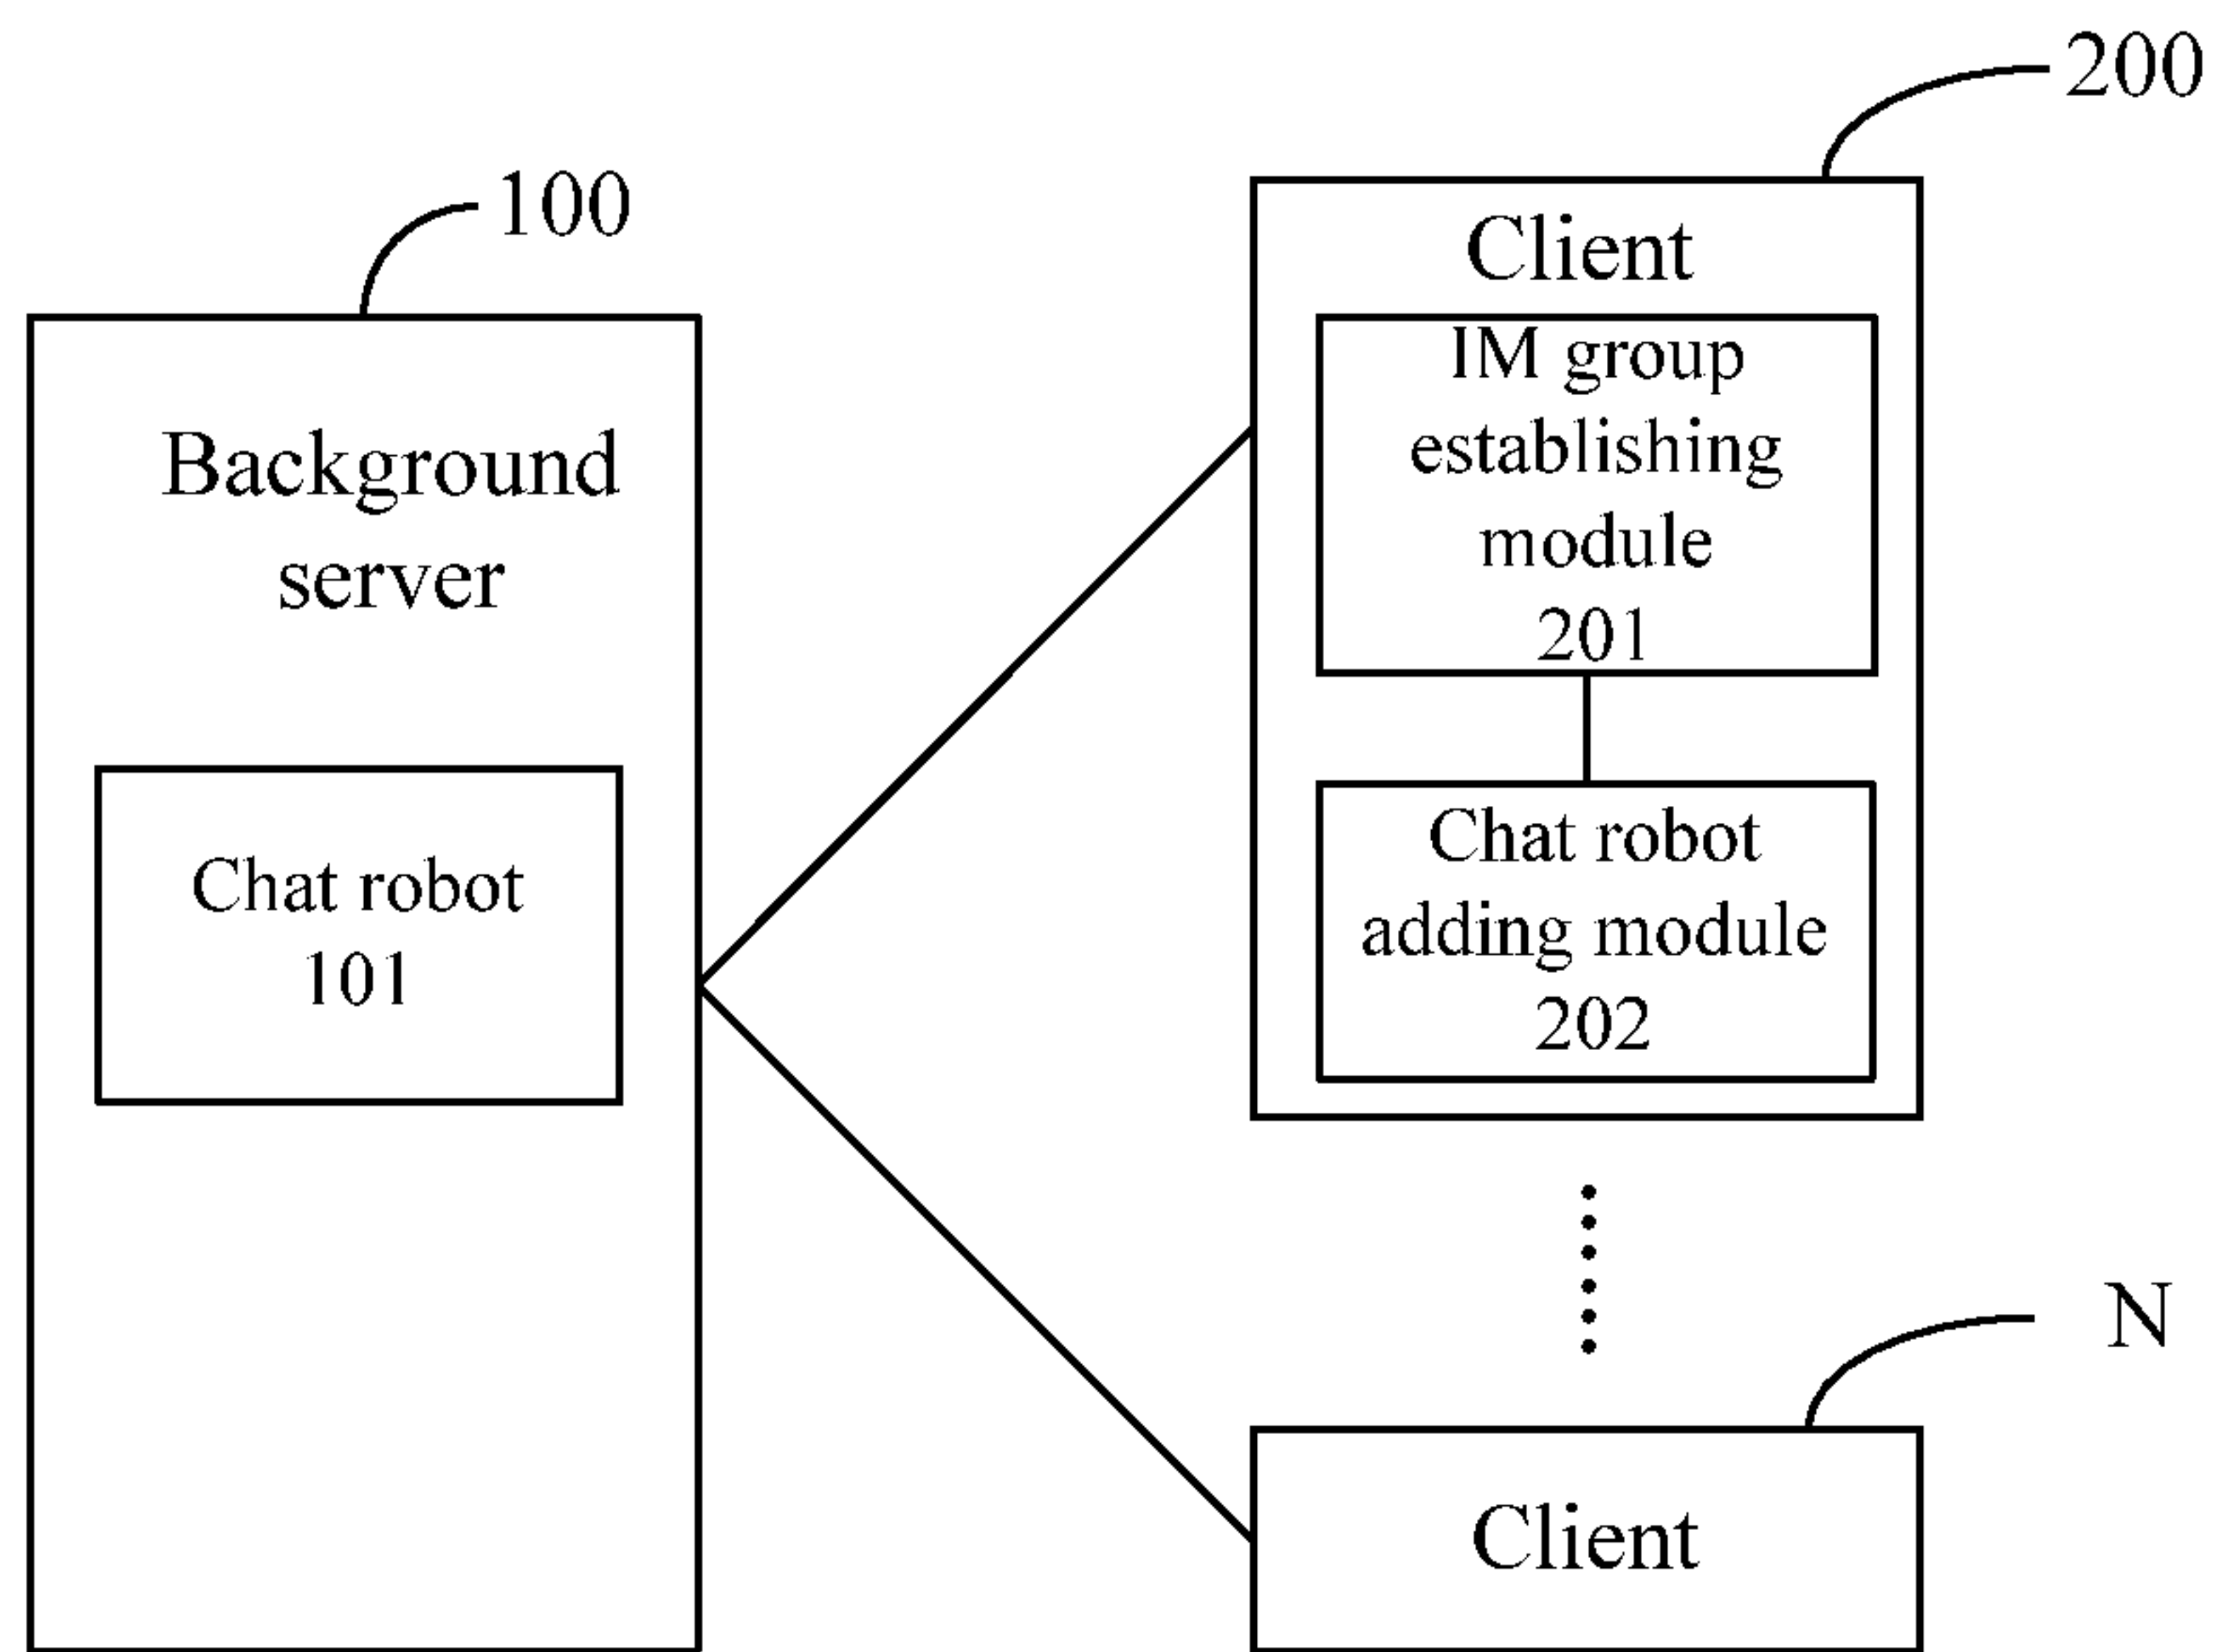 100
Background
server
Chat robot
101
200
Client
IM group
establishing
module
201
Chat robot
adding module
202
N
Client